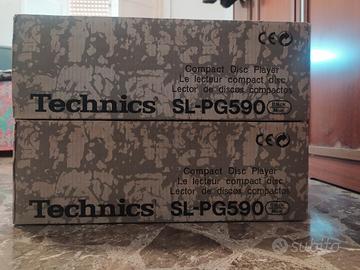 CE
Compact Disc Player
Le lecteur compact disc
Lector de discos compactos
Technics SL-PG590
CE
Compact Disc Player
Le lecteur compact disc
Lector de discos compactos
Technics SL-PG590
subito